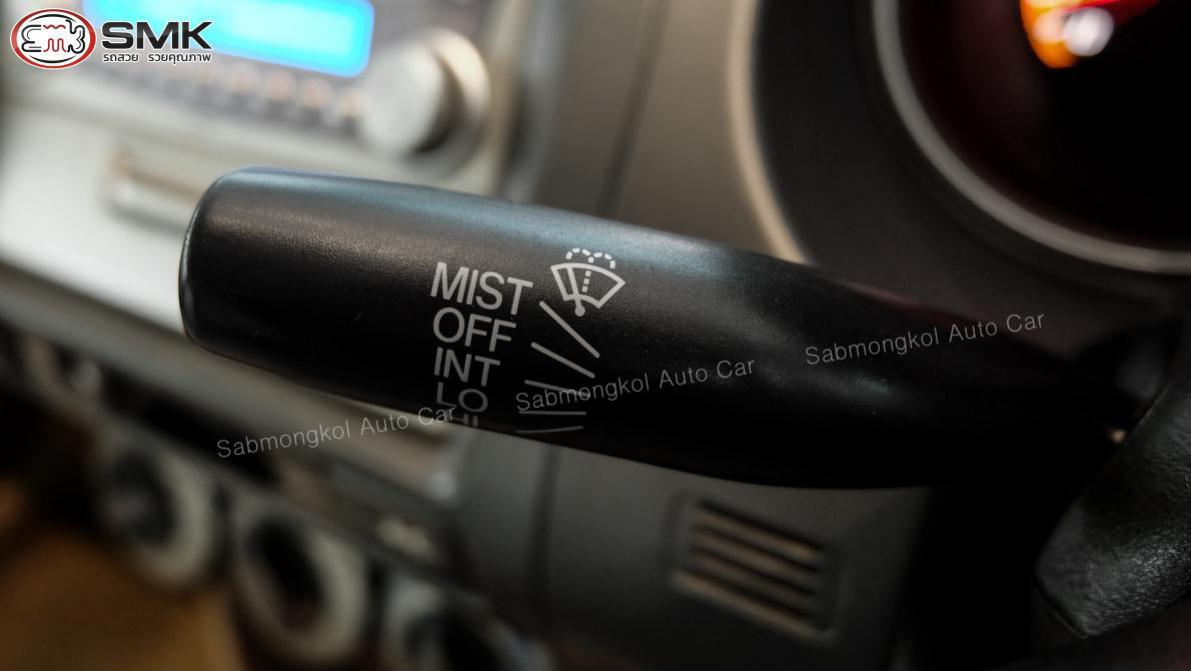 SMK
รถสวย รวยคุณภาพ
MIST
OFF
INT
LO
Sabmongkol Auto Car
Sabmongkol Auto Car
Sabmongkol Auto Car